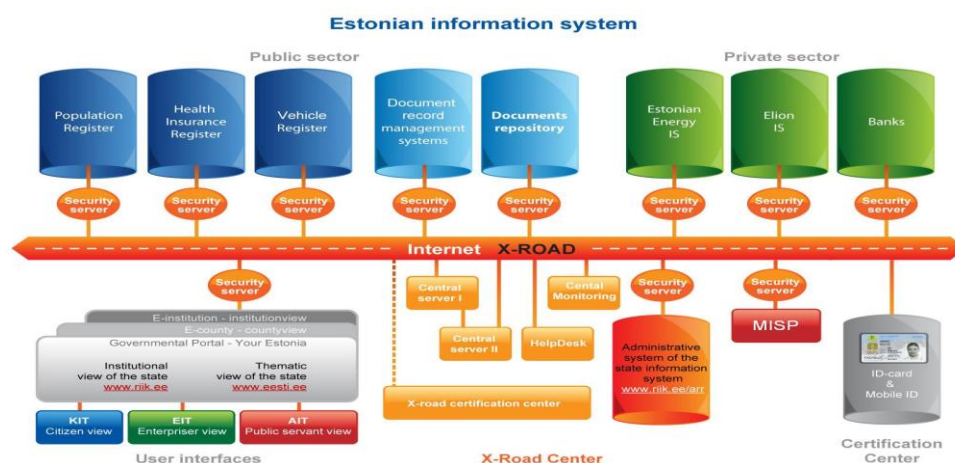 Estonian information system
Public sector
Private sector
Population
Register
Health
Insurance
Register
Vehicle
Register
Document
record
management
systems
Documents
repository
Estonian
Energy
IS
Elion
IS
Banks
Security
server
Security
server
Security
server
Security
server
Security
server
Security
server
Security
server
Security
server
Internet X-ROAD
Security
server
Central
server I
Central
server II
HelpDesk
Cental
Monitoring
Security
server
Security
server
E-institution - institutionview
E-county - countyview
Governmental Portal - Your Estonia
Institutional
view of the state
www.riik.ee
Thematic
view of the state
www.eesti.ee
KIT
Citizen view
EIT
Enterpriser view
AIT
Public servant view
X-road certification center
Administrative
system of the
state information
system
www.riik.ee/arr
MISP
ID-card
&
Mobile ID
User interfaces
X-Road Center
Certification
Center